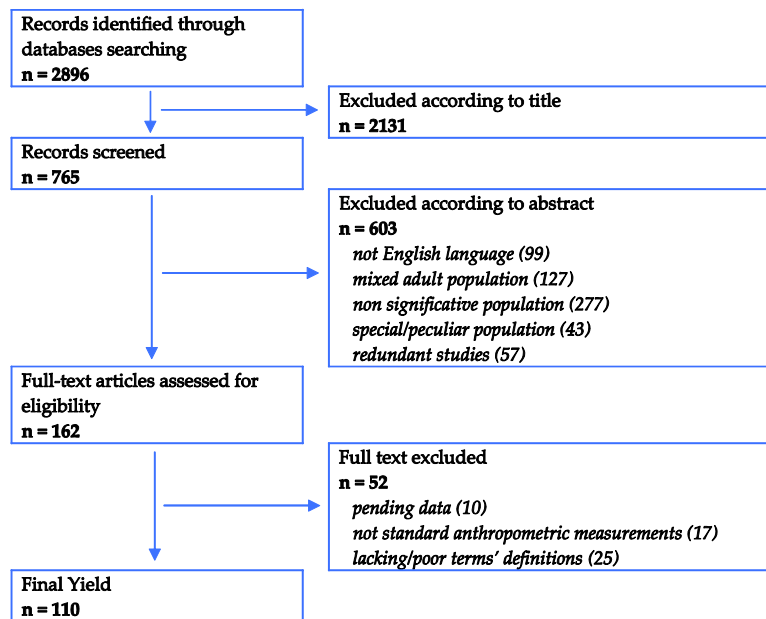 Records identified through
databases searching
n = 2896
Excluded according to title
n = 2131
Records screened
n = 765
Excluded according to abstract
n = 603
not English language (99)
mixed adult population (127)
non significative population (277)
special/peculiar population (43)
redundant studies (57)
Full-text articles assessed for
eligibility
n = 162
Full text excluded
n = 52
pending data (10)
not standard anthropometric measurements (17)
lacking/poor terms’ definitions (25)
Final Yield
n = 110